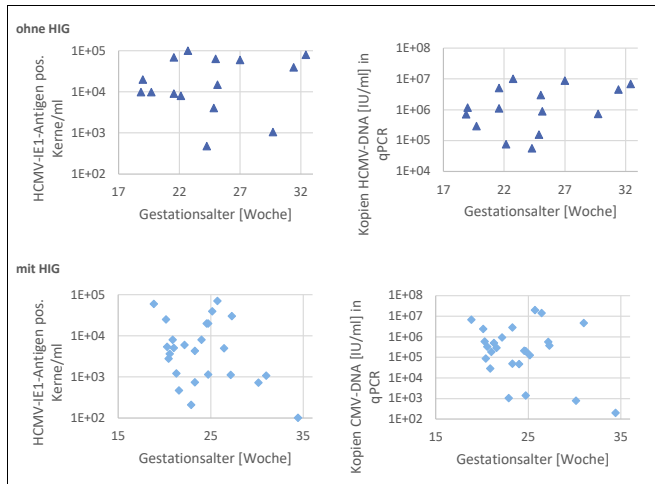 ohne HIG
HCMV-IE1-Antigen pos.
Kerne/ml
1E+05
1E+04
1E+03
1E+02
17
22
27
32
Gestationsalter [Woche]
Kopien HCMV-DNA [IU/ml] in
qPCR
1E+08
1E+07
1E+06
1E+05
1E+04
17
22
27
32
Gestationsalter [Woche]
mit HIG
HCMV-IE1-Antigen pos.
Kerne/ml
1E+05
1E+04
1E+03
1E+02
15
25
35
Gestationsalter [Woche]
Kopien CMV-DNA [IU/ml] in
qPCR
1E+08
1E+07
1E+06
1E+05
1E+04
1E+03
1E+02
15
25
35
Gestationsalter [Woche]